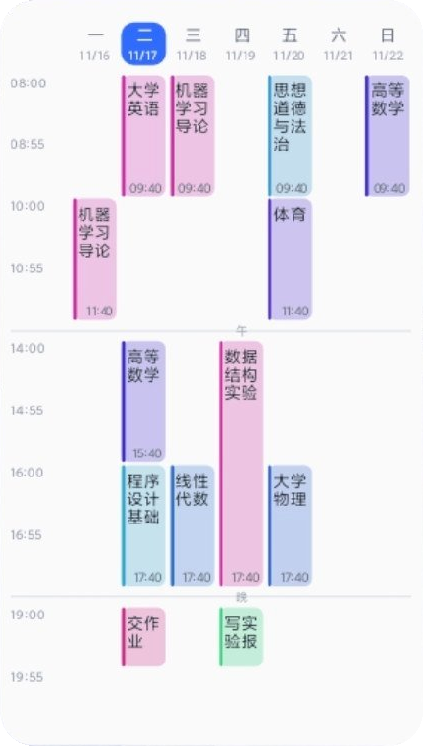 一 二 三 四 五 六 日
11/16 11/17 11/18 11/19 11/20 11/21 11/22
08:00
大学
英语
09:40
机器
学习
导论
09:40
思想
道德
与法
治
09:40
高等
数学
09:40
08:55
10:00
机器
学习
导论
11:40
体育
11:40
10:55
午
14:00
高等
数学
15:40
数据
结构
实验
17:40
14:55
16:00
程序
设计
基础
17:40
线性
代数
17:40
大学
物理
17:40
16:55
晚
19:00
交作
业
写实
验报
19:55